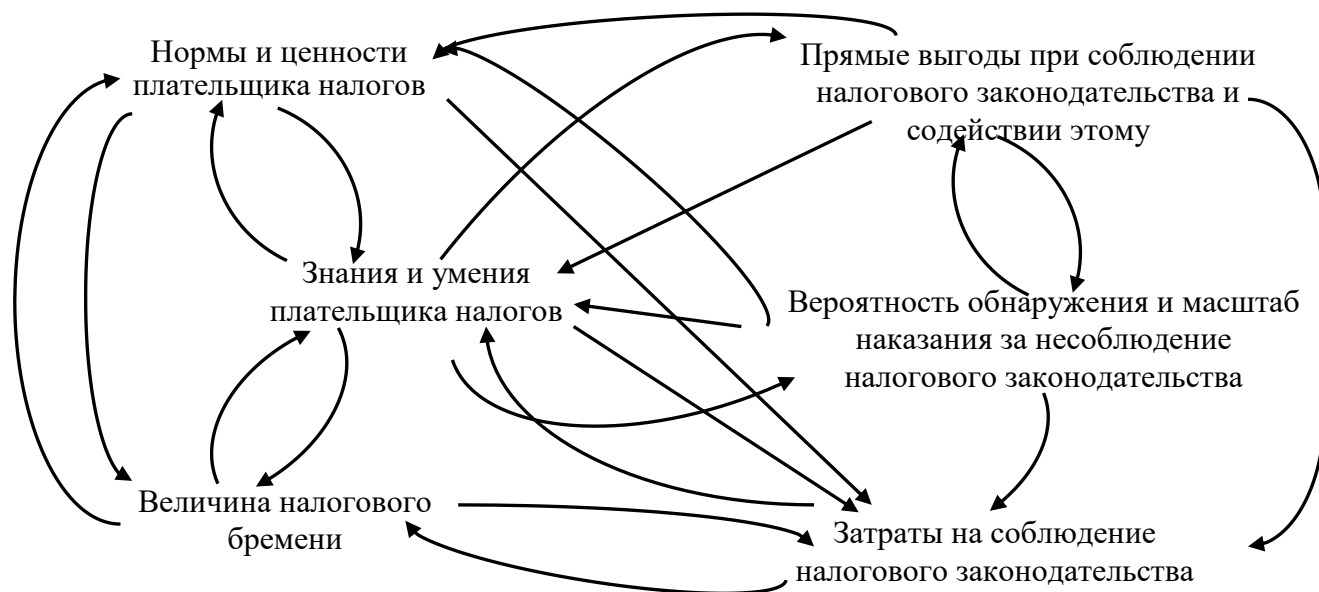 Нормы и ценности
плательщика налогов
Прямые выгоды при соблюдении
налогового законодательства и
содействии этому
Знания и умения
плательщика налогов
Вероятность обнаружения и масштаб
наказания за несоблюдение
налогового законодательства
Величина налогового
бремени
Затраты на соблюдение
налогового законодательства